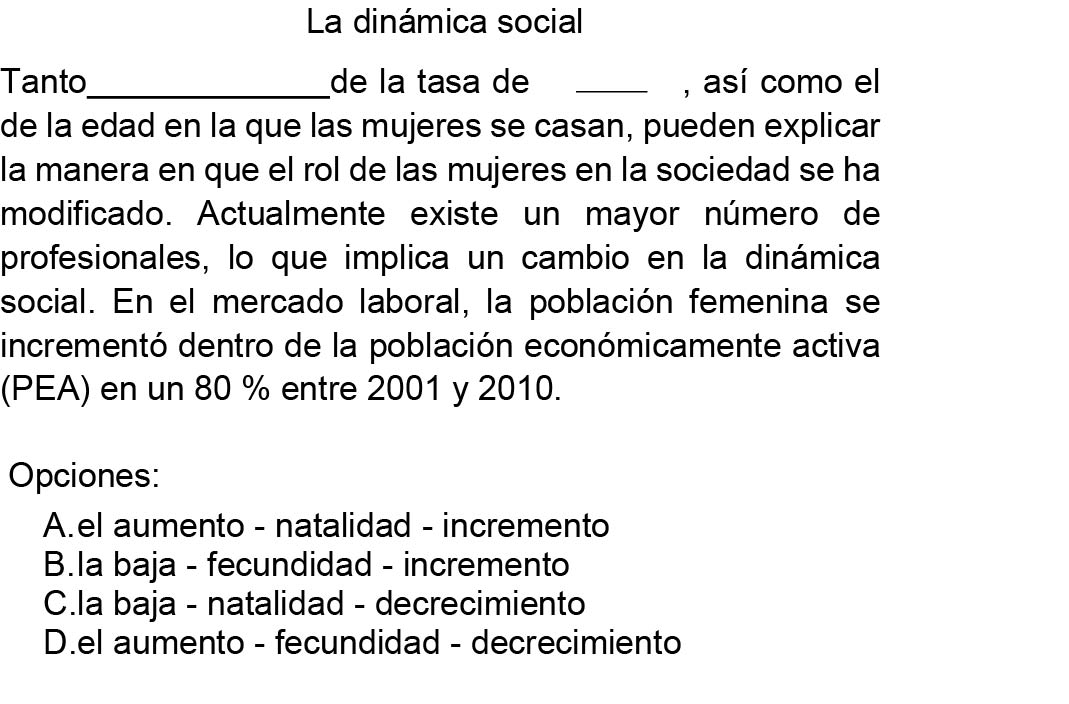 La dinámica social
Tanto_____________de la tasa de ____ , así como el
de la edad en la que las mujeres se casan, pueden explicar
la manera en que el rol de las mujeres en la sociedad se ha
modificado. Actualmente existe un mayor número de
profesionales, lo que implica un cambio en la dinámica
social. En el mercado laboral, la población femenina se
incrementó dentro de la población económicamente activa
(PEA) en un 80 % entre 2001 y 2010.
Opciones:
A.el aumento - natalidad - incremento
B.la baja - fecundidad - incremento
C.la baja - natalidad - decrecimiento
D.el aumento - fecundidad - decrecimiento